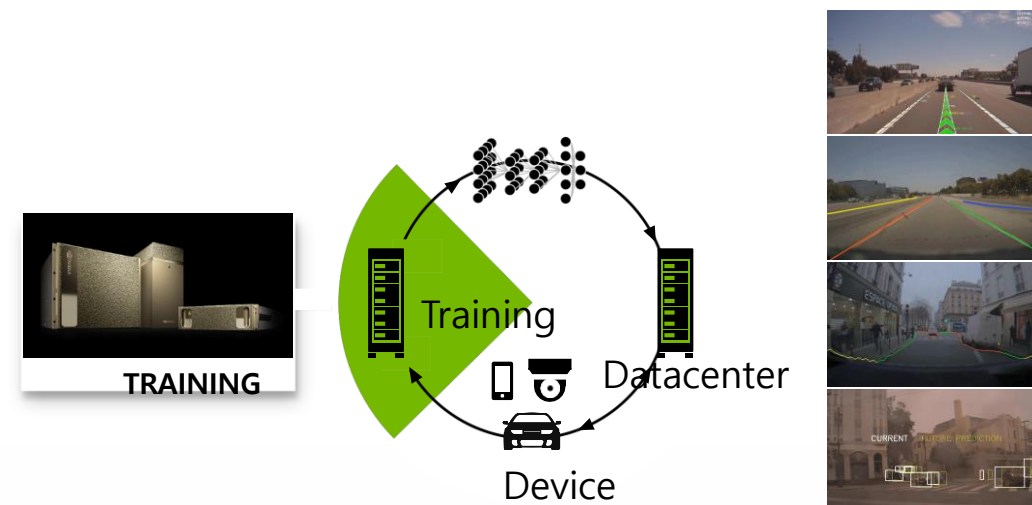 TRAINING
Training
Datacenter
Device
CURRENT FUTURE PREDICTION